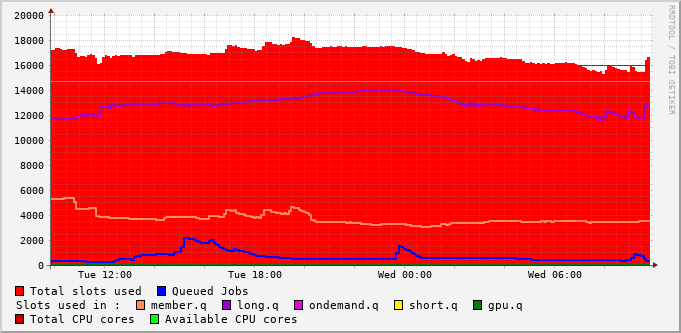 20000
18000
16000
14000
12000
10000
8000
6000
4000
2000
0
Tue 12:00 Tue 18:00 Wed 00:00 Wed 06:00
RRDTOOL / TOBI OETIKER
Total slots used Queued Jobs
Slots used in : member.q long.q ondemand.q short.q gpu.q
Total CPU cores Available CPU cores